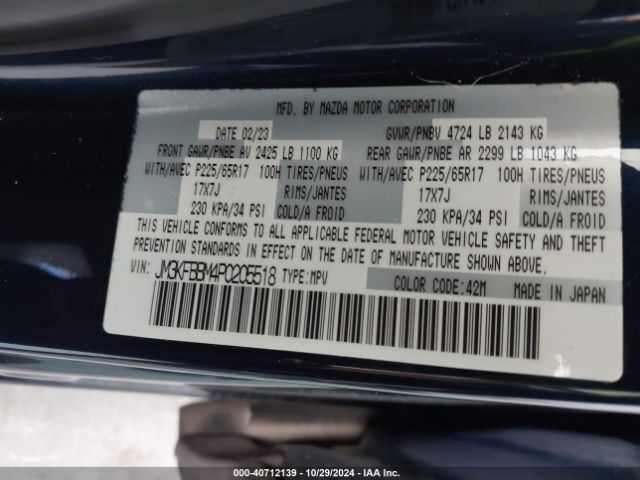 MFD. BY MAZDA MOTOR CORPORATION
DATE 02/23 GVWR/PNBV 4724 LB 2143 KG
FRONT GAWR/PNBE AV 2425 LB 1100 KG REAR GAWR/PNBE AR 2299 LB 1043 KG
WITH/AVEC P225/65R17 100H TIRES/PNEUS WITH/AVEC P225/65R17 100H TIRES/PNEUS
17X7J RIMS/JANTES 17X7J RIMS/JANTES
230 KPA/34 PSI COLD/A FROID 230 KPA/34 PSI COLD/A FROID
THIS VEHICLE CONFORMS TO ALL APPLICABLE FEDERAL MOTOR VEHICLE SAFETY AND THEFT
PREVENTION STANDARDS IN EFFECT ON THE DATE OF MANUFACTURE SHOWN ABOVE.
VIN: JM3KFBBM4P0205518 TYPE: MPV
COLOR CODE: 42M MADE IN JAPAN
000-40712139 - 10/29/2024 - IAA Inc.